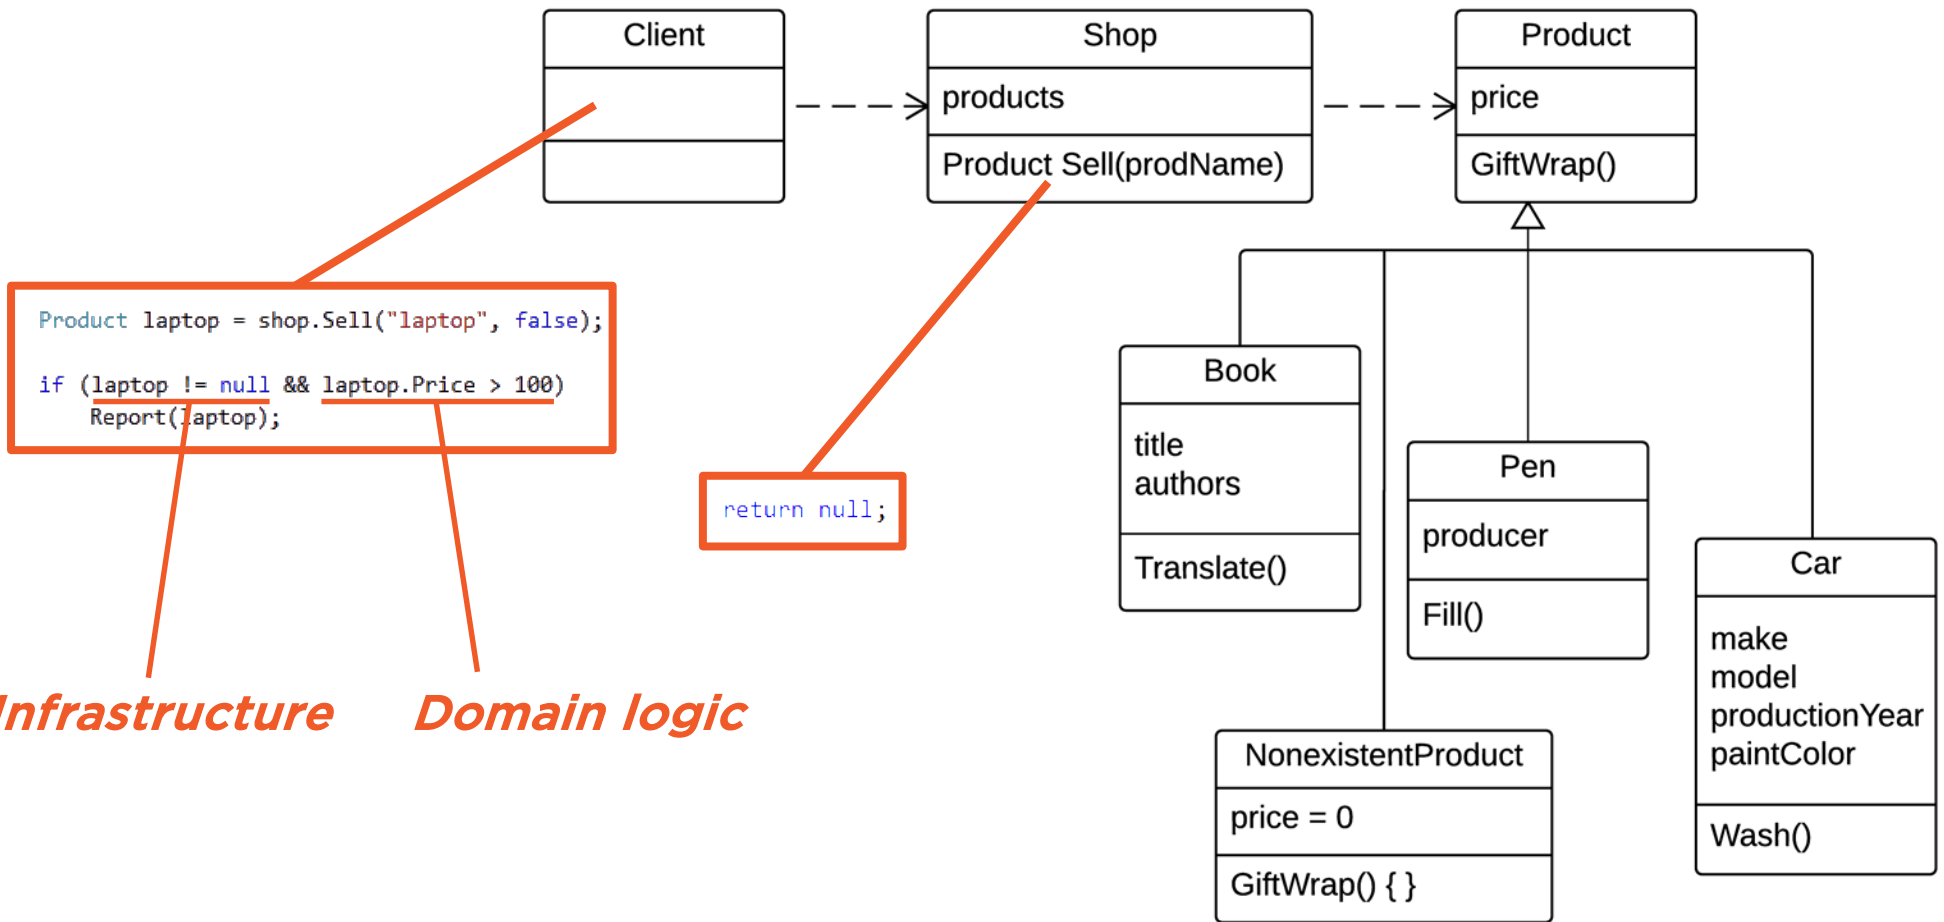 Client
Shop
products
Product Sell(prodName)
Product
price
GiftWrap()
Product laptop = shop.Sell("laptop", false);
if (laptop != null && laptop.Price > 100)
Report(laptop);
return null;
Infrastructure
Domain logic
Book
title
authors
Translate()
Pen
producer
Fill()
Car
make
model
productionYear
paintColor
Wash()
NonexistentProduct
price = 0
GiftWrap() { }